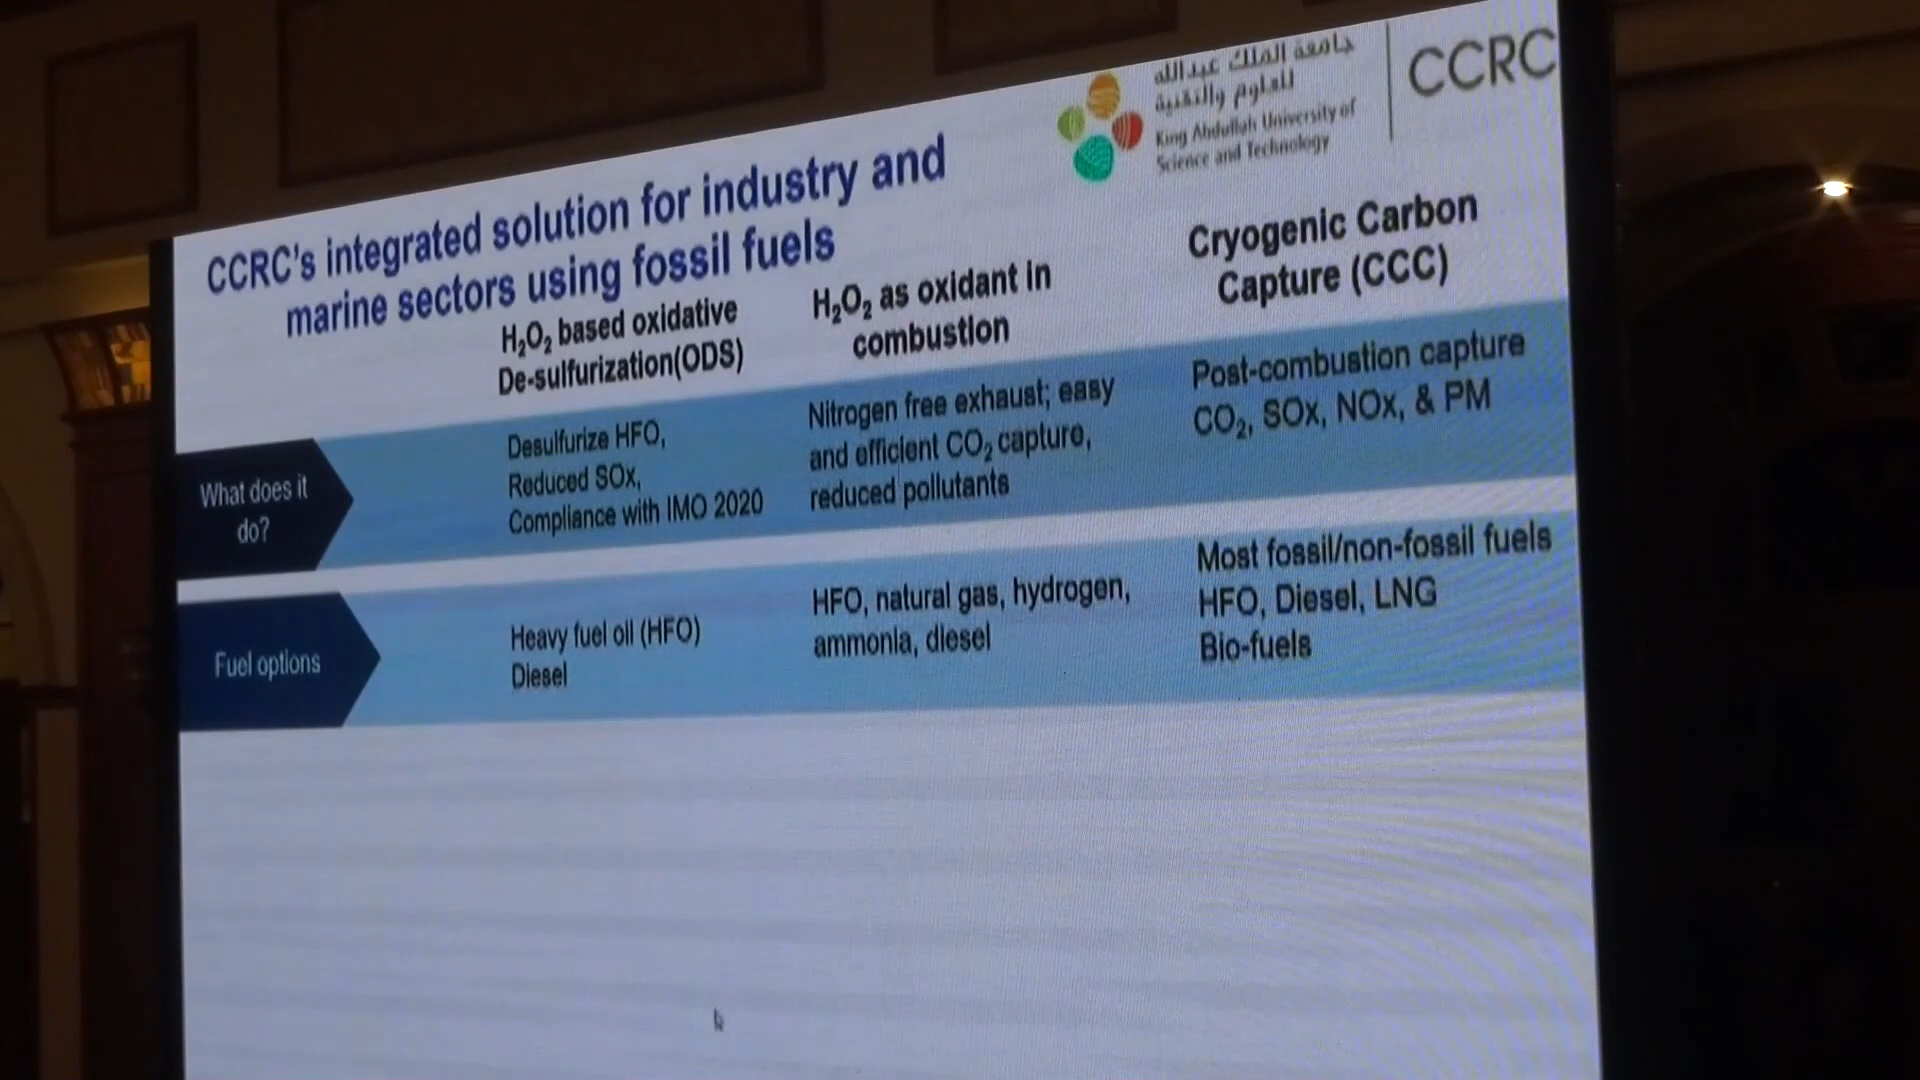 جامعة الملك عبدالله
للعلوم والتقنية
King Abdullah University of
Science and Technology
CCRC
CCRC's integrated solution for industry and
marine sectors using fossil fuels
H₂O₂ based oxidative
De-sulfurization(ODS)
H₂O₂ as oxidant in
combustion
Cryogenic Carbon
Capture (CCC)
What does it
do?
Desulfurize HFO,
Reduced SOx,
Compliance with IMO 2020
Nitrogen free exhaust; easy
and efficient CO₂ capture,
reduced pollutants
Post-combustion capture
CO₂, SOx, NOx, & PM
Fuel options
Heavy fuel oil (HFO)
Diesel
HFO, natural gas, hydrogen,
ammonia, diesel
Most fossil/non-fossil fuels
HFO, Diesel, LNG
Bio-fuels